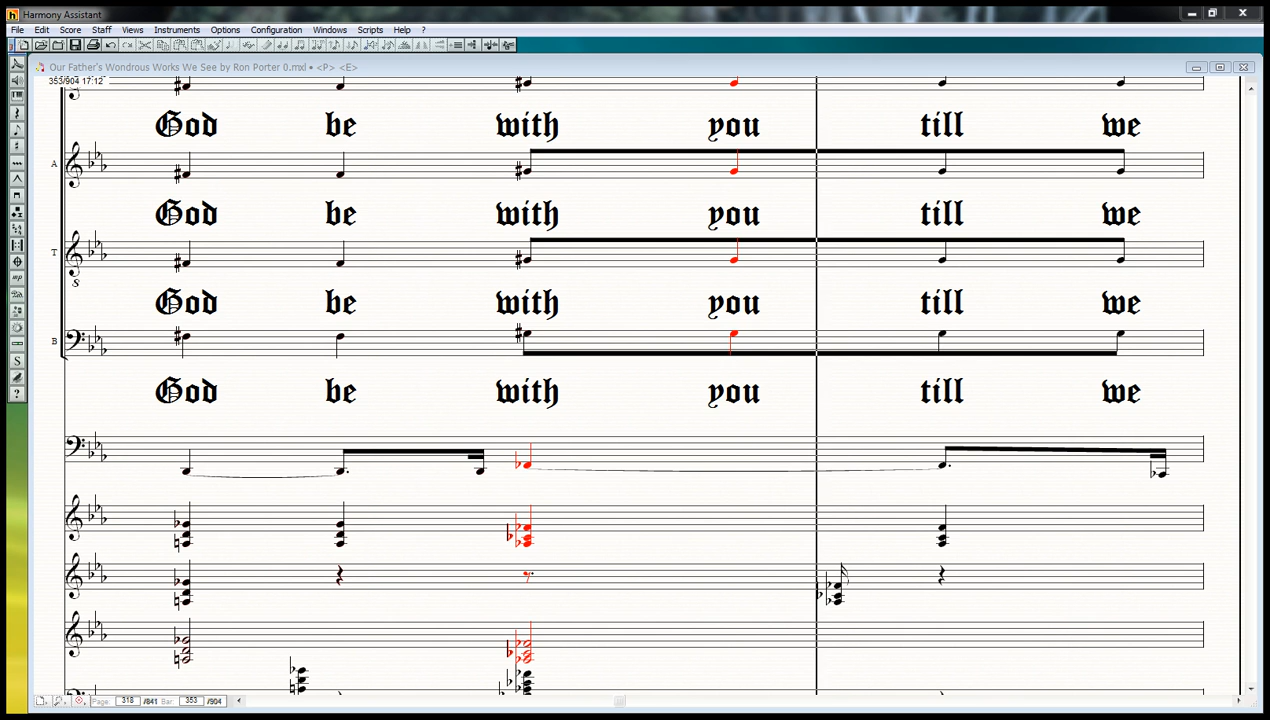 Harmony Assistant
File Edit Score Staff Views Instruments Options Configuration Windows Scripts Help ?
Our Father's Wondrous Works We See by Ron Porter 0.mxl • <P> <E>
353/904 17:12
God be with you till we
A
God be with you till we
T
8
God be with you till we
B
God be with you till we
Page: 318 /841 Bar: 353 /904